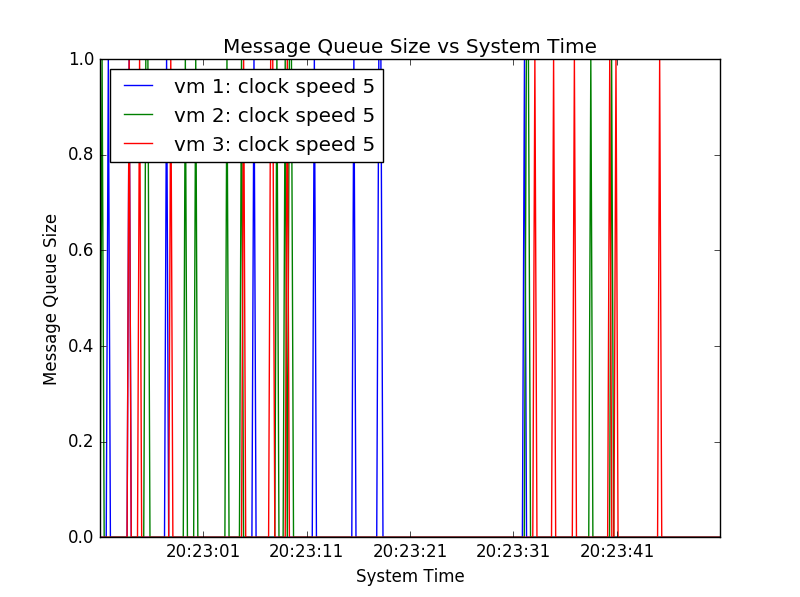 Message Queue Size vs System Time
1.0
0.8
0.6
0.4
0.2
0.0
Message Queue Size
vm 1: clock speed 5
vm 2: clock speed 5
vm 3: clock speed 5
20:23:01 20:23:11 20:23:21 20:23:31 20:23:41
System Time